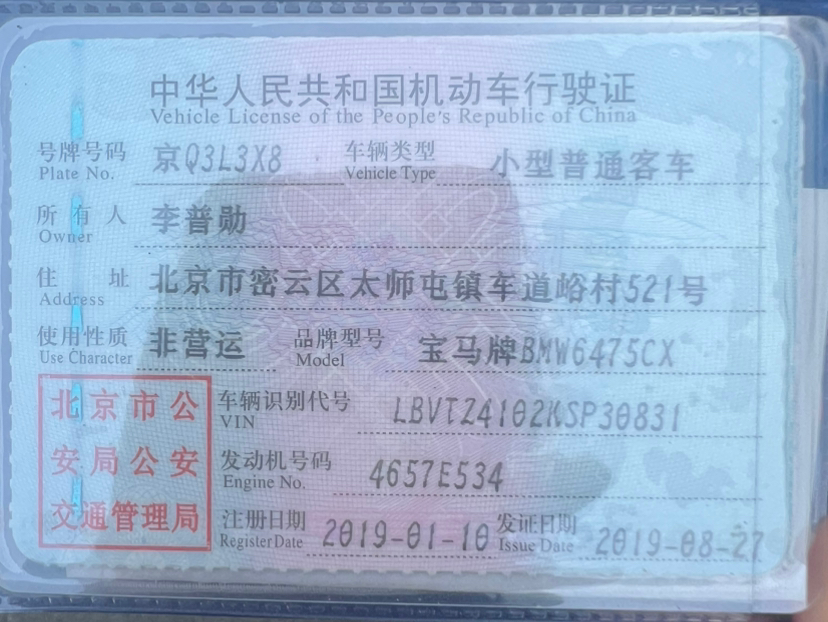 中华人民共和国机动车行驶证
Vehicle License of the People's Republic of China
号牌号码 京Q3L3X8 车辆类型 小型普通客车
Plate No. Vehicle Type
所有人 李普勋
Owner
住址 北京市密云区太师屯镇车道峪村521号
Address
使用性质 非营运 品牌型号 宝马牌BMW6475CX
Use Character Model
北京市公
安局公安
交通管理局
车辆识别代号 LBVTZ4102KSP30831
VIN
发动机号码 4657E534
Engine No.
注册日期 2019-01-10 发证日期 2019-08-27
Register Date Issue Date